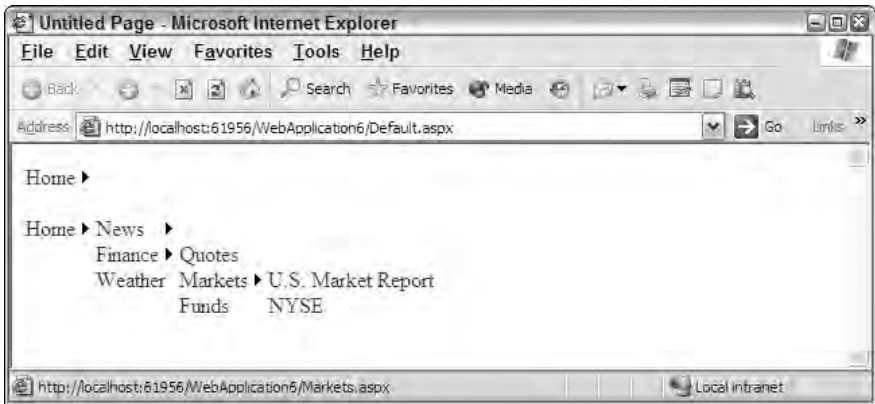 Untitled Page - Microsoft Internet Explorer
File Edit View Favorites Tools Help
Back Search Favorites Media
Address http://localhost:61956/WebApplication6/Default.aspx Go Links »
Home
Home News
Finance Quotes
Weather Markets U.S. Market Report
Funds NYSE
http://localhost:61956/WebApplication6/Markets.aspx Local intranet